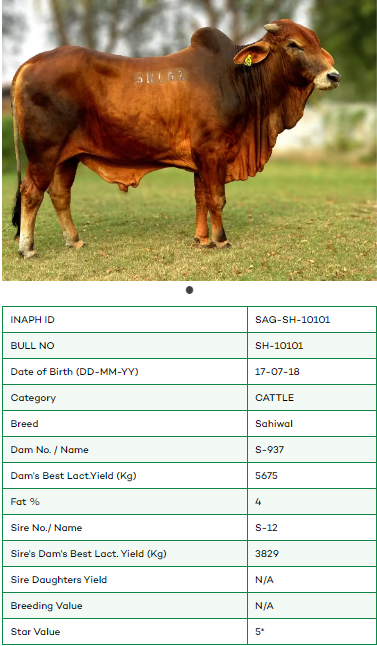 INAPH ID SAG-SH-10101
BULL NO SH-10101
Date of Birth (DD-MM-YY) 17-07-18
Category CATTLE
Breed Sahiwal
Dam No. / Name S-937
Dam's Best Lact.Yield (Kg) 5675
Fat % 4
Sire No./ Name S-12
Sire's Dam's Best Lact. Yield (Kg) 3829
Sire Daughters Yield N/A
Breeding Value N/A
Star Value 5*